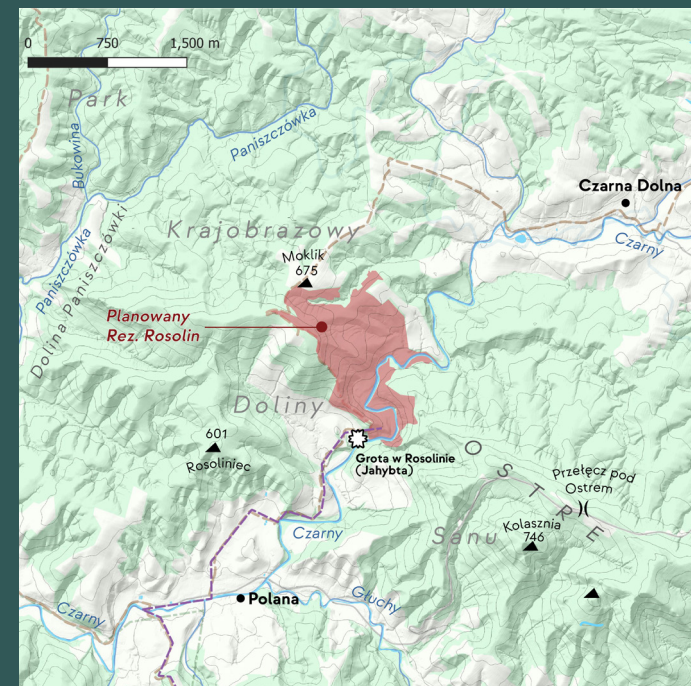 0 750 1,500 m
Park
Bukowina
Paniszczówka
Czarna Dolna
Krajobrazowy
Czarny
Paniszczówka
Dolina Paniszczówki
Moklik
675
Planowany
Rez. Rosolin
Doliny
601
Rosoliniec
Grota w Rosolinie
(Jahybta)
OSTRE
Przełęcz pod
Ostrem
Kolasznia
746
Sanu
Czarny
Polana
Głuchy
Czarny